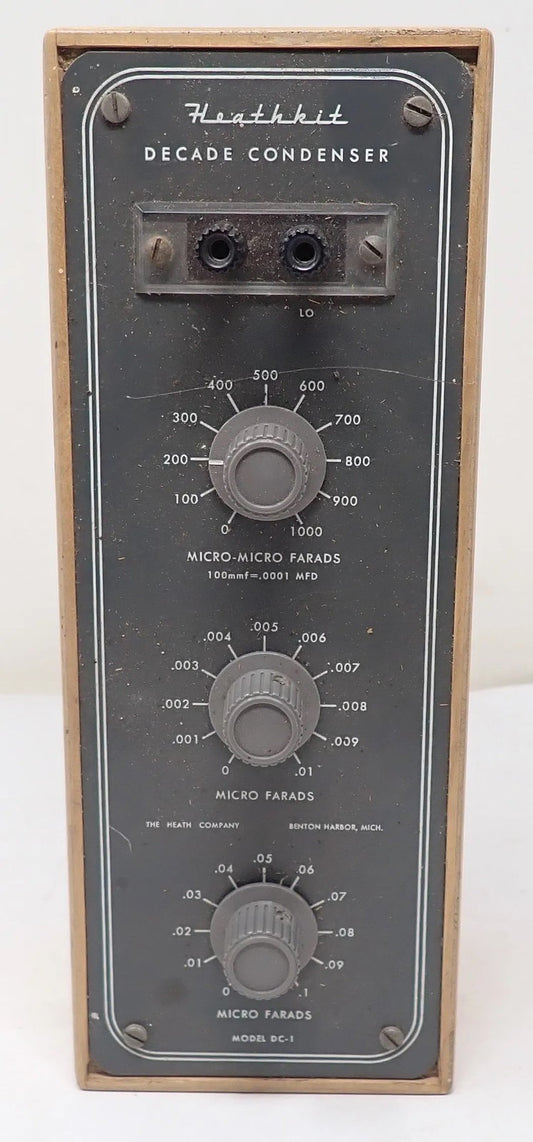 Heathkit
DECADE CONDENSER
LO
500
400 600
300 700
200 800
100 900
0 1000
MICRO-MICRO FARADS
100mmf=.0001 MFD
.005
.004 .006
.003 .007
.002 .008
.001 .009
0 .01
MICRO FARADS
THE HEATH COMPANY BENTON HARBOR, MICH.
.05
.04 .06
.03 .07
.02 .08
.01 .09
0 .1
MICRO FARADS
MODEL DC-1